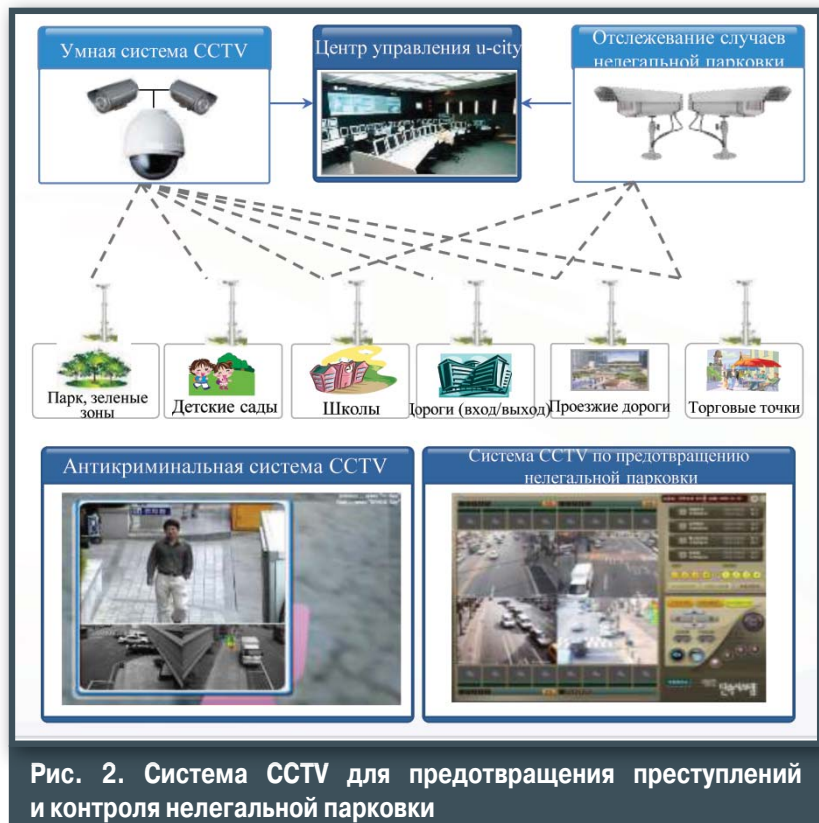 Умная система CCTV
Центр управления u-city
Отслежевание случаев
нелегальной парковки
Парк, зеленые
зоны
Детские сады
Школы
Дороги (вход/выход)
Проезжие дороги
Торговые точки
Антикриминальная система CCTV
Система CCTV по предотвращению
нелегальной парковки
Рис. 2. Система CCTV для предотвращения преступлений
и контроля нелегальной парковки